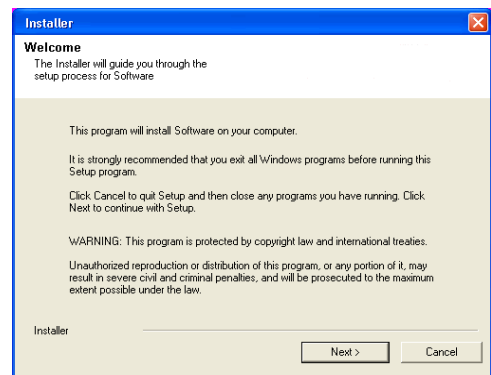 Installer
Welcome
The Installer will guide you through the
setup process for Software
This program will install Software on your computer.
It is strongly recommended that you exit all Windows programs before running this
Setup program.
Click Cancel to quit Setup and then close any programs you have running. Click
Next to continue with Setup.
WARNING: This program is protected by copyright law and international treaties.
Unauthorized reproduction or distribution of this program, or any portion of it, may
result in severe civil and criminal penalties, and will be prosecuted to the maximum
extent possible under the law.
Installer
Next >
Cancel